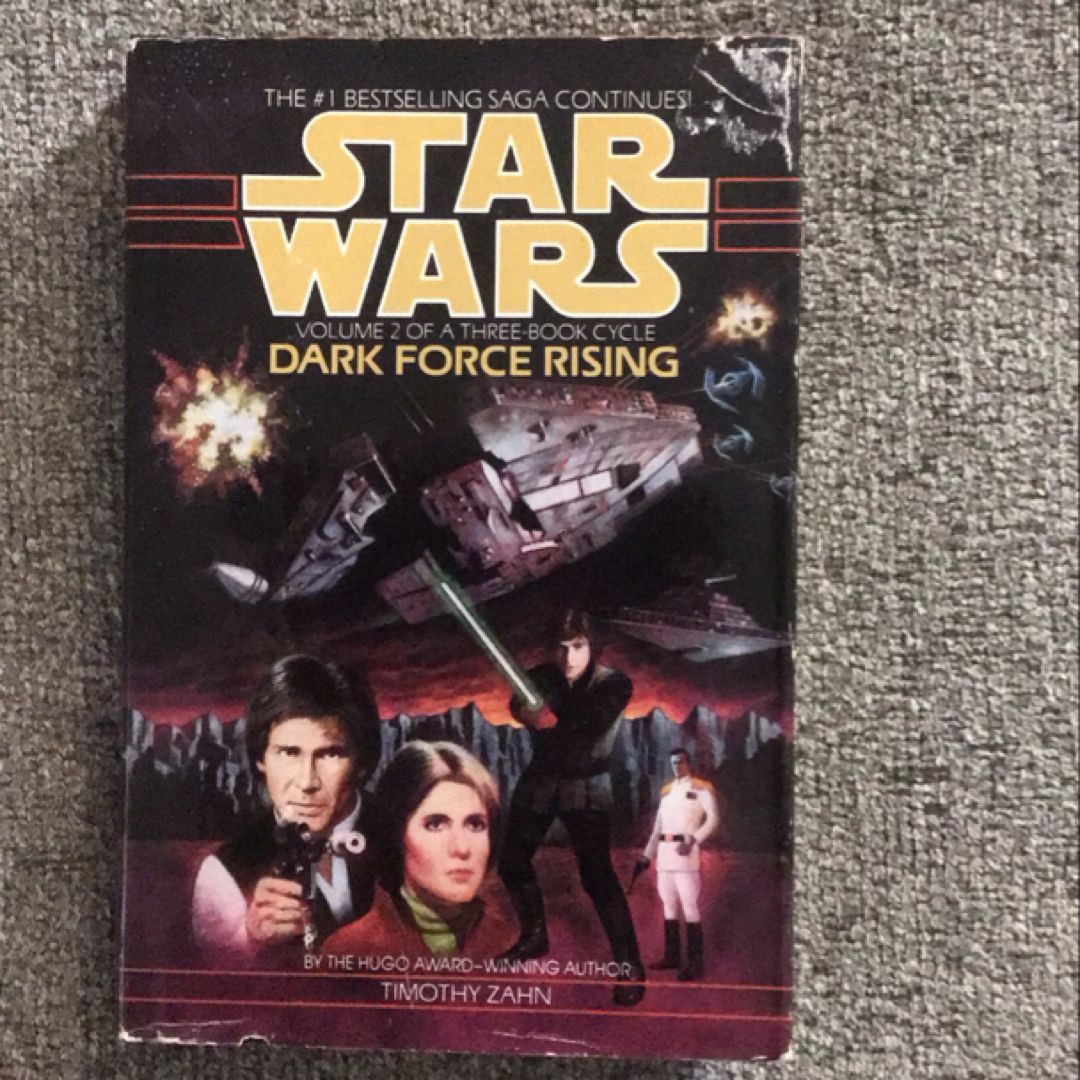 THE #1 BESTSELLING SAGA CONTINUES!
STAR
WARS
VOLUME 2 OF A THREE-BOOK CYCLE
DARK FORCE RISING
BY THE HUGO AWARD-WINNING AUTHOR
TIMOTHY ZAHN